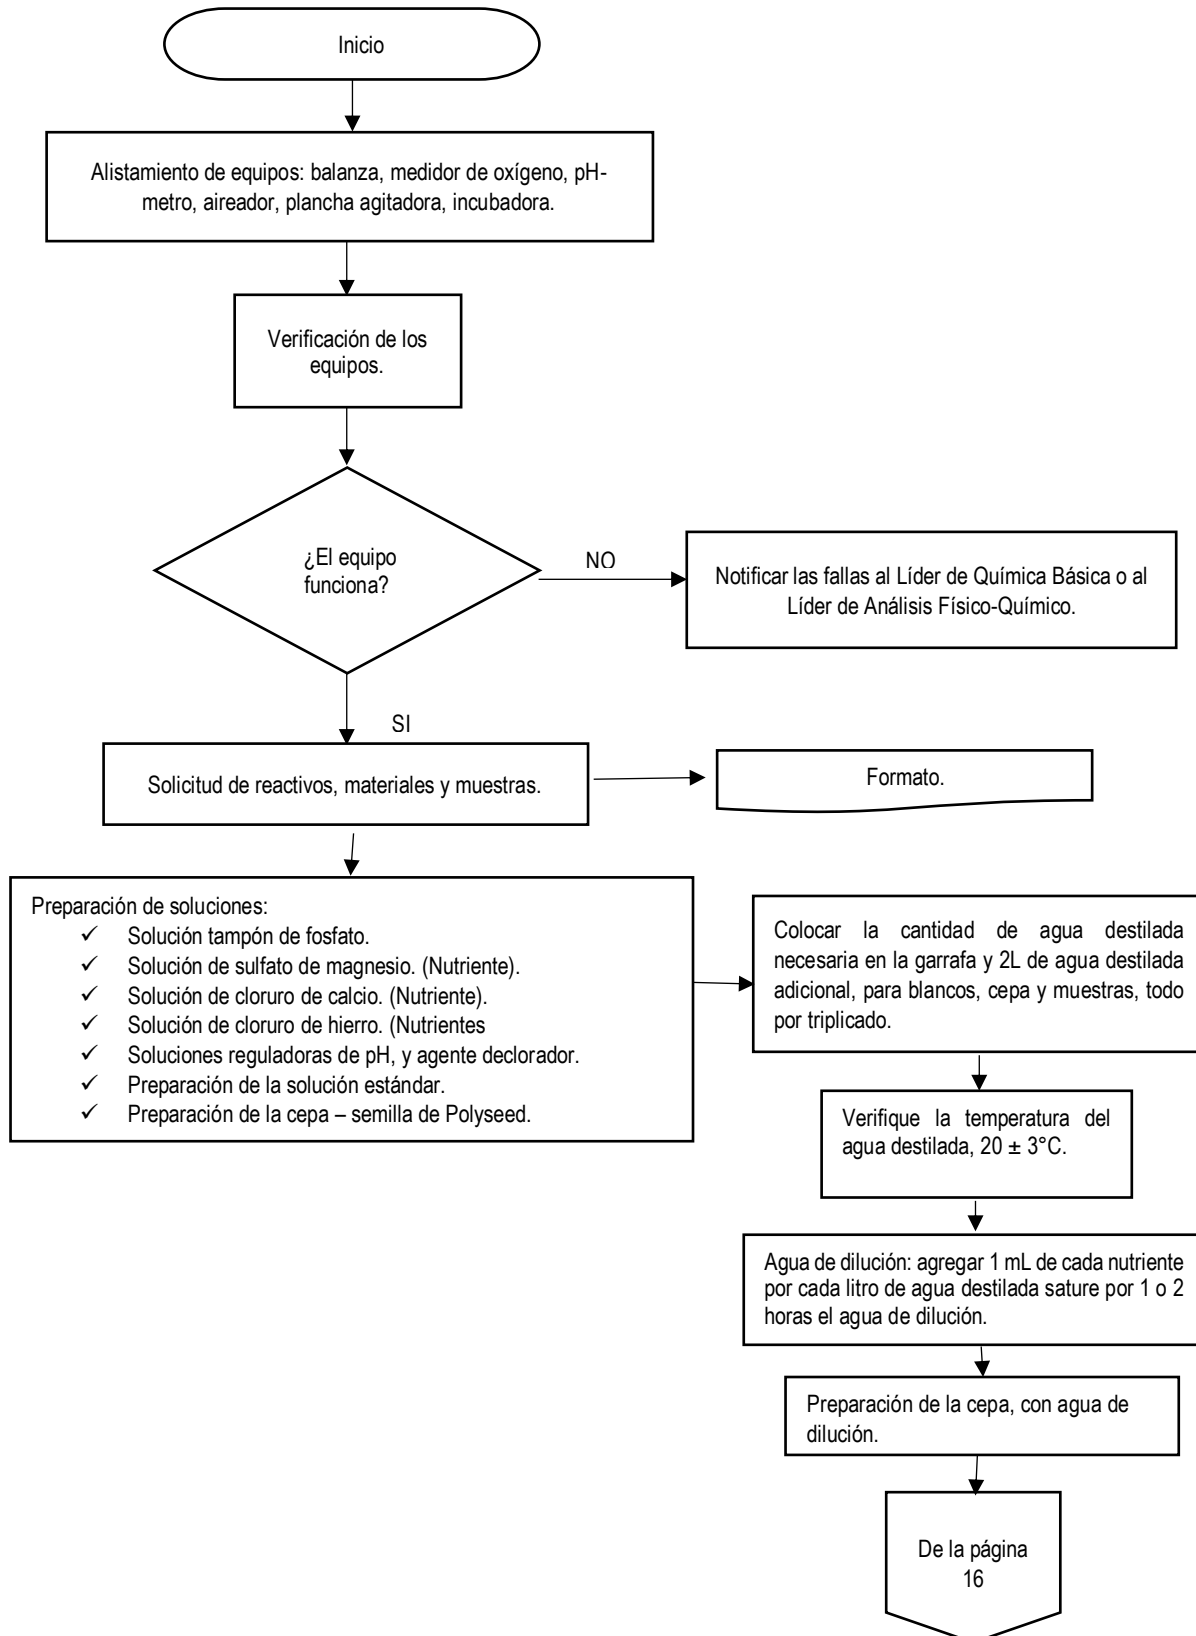 Inicio
Alistamiento de equipos: balanza, medidor de oxígeno, pH-
metro, aireador, plancha agitadora, incubadora.
Verificación de los
equipos.
¿El equipo
funciona?
NO
Notificar las fallas al Líder de Química Básica o al
Líder de Análisis Físico-Químico.
SI
Solicitud de reactivos, materiales y muestras.
Formato.
Preparación de soluciones:
✓ Solución tampón de fosfato.
✓ Solución de sulfato de magnesio. (Nutriente).
✓ Solución de cloruro de calcio. (Nutriente).
✓ Solución de cloruro de hierro. (Nutrientes
✓ Soluciones reguladoras de pH, y agente declorador.
✓ Preparación de la solución estándar.
✓ Preparación de la cepa – semilla de Polyseed.
Colocar la cantidad de agua destilada
necesaria en la garrafa y 2L de agua destilada
adicional, para blancos, cepa y muestras, todo
por triplicado.
Verifique la temperatura del
agua destilada, 20 ± 3°C.
Agua de dilución: agregar 1 mL de cada nutriente
por cada litro de agua destilada sature por 1 o 2
horas el agua de dilución.
Preparación de la cepa, con agua de
dilución.
De la página
16